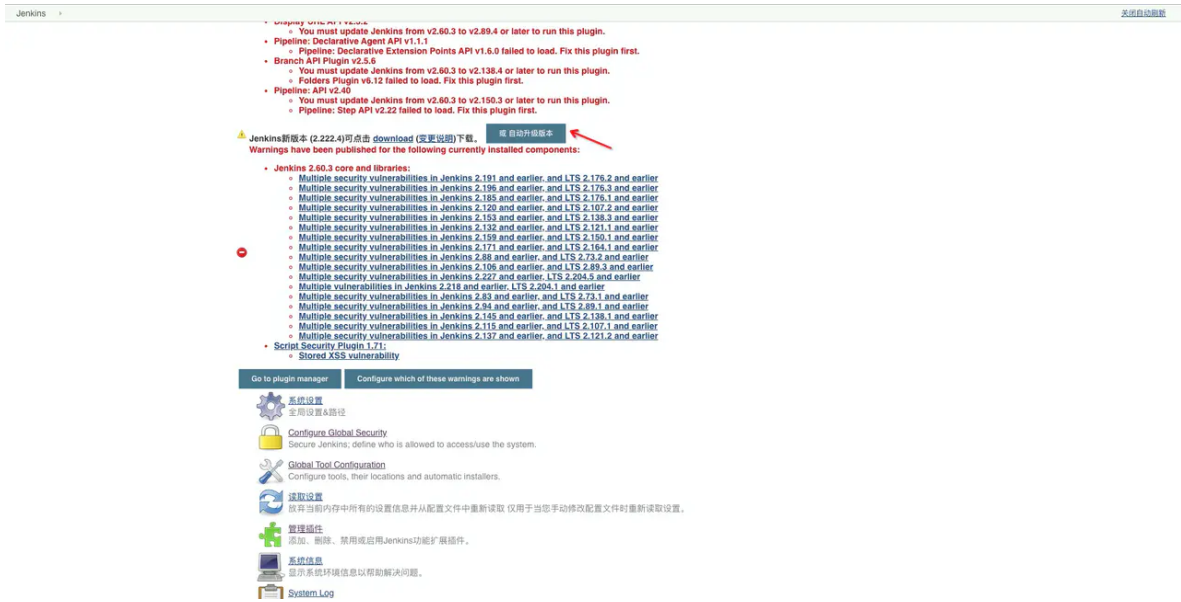 Jenkins
关闭自动刷新
Display URL API v2.3.2
You must update Jenkins from v2.60.3 to v2.89.4 or later to run this plugin.
Pipeline: Declarative Agent API v1.1.1
Pipeline: Declarative Extension Points API v1.6.0 failed to load. Fix this plugin first.
Branch API Plugin v2.5.6
You must update Jenkins from v2.60.3 to v2.138.4 or later to run this plugin.
Folders Plugin v6.12 failed to load. Fix this plugin first.
Pipeline: API v2.40
You must update Jenkins from v2.60.3 to v2.150.3 or later to run this plugin.
Pipeline: Step API v2.22 failed to load. Fix this plugin first.
Jenkins新版本 (2.222.4)可点击 download (变更说明)下载。 或 自动升级版本
Warnings have been published for the following currently installed components:
Jenkins 2.60.3 core and libraries:
Multiple security vulnerabilities in Jenkins 2.191 and earlier, and LTS 2.176.2 and earlier
Multiple security vulnerabilities in Jenkins 2.196 and earlier, and LTS 2.176.3 and earlier
Multiple security vulnerabilities in Jenkins 2.185 and earlier, and LTS 2.176.1 and earlier
Multiple security vulnerabilities in Jenkins 2.120 and earlier, and LTS 2.107.2 and earlier
Multiple security vulnerabilities in Jenkins 2.153 and earlier, and LTS 2.138.3 and earlier
Multiple security vulnerabilities in Jenkins 2.132 and earlier, and LTS 2.121.1 and earlier
Multiple security vulnerabilities in Jenkins 2.159 and earlier, and LTS 2.150.1 and earlier
Multiple security vulnerabilities in Jenkins 2.171 and earlier, and LTS 2.164.1 and earlier
Multiple security vulnerabilities in Jenkins 2.88 and earlier, and LTS 2.73.2 and earlier
Multiple security vulnerabilities in Jenkins 2.106 and earlier, and LTS 2.89.3 and earlier
Multiple security vulnerabilities in Jenkins 2.227 and earlier, LTS 2.204.5 and earlier
Multiple vulnerabilities in Jenkins 2.218 and earlier, LTS 2.204.1 and earlier
Multiple security vulnerabilities in Jenkins 2.83 and earlier, and LTS 2.73.1 and earlier
Multiple security vulnerabilities in Jenkins 2.94 and earlier, and LTS 2.89.1 and earlier
Multiple security vulnerabilities in Jenkins 2.145 and earlier, and LTS 2.138.1 and earlier
Multiple security vulnerabilities in Jenkins 2.115 and earlier, and LTS 2.107.1 and earlier
Multiple security vulnerabilities in Jenkins 2.137 and earlier, and LTS 2.121.2 and earlier
Script Security Plugin 1.71:
Stored XSS vulnerability
Go to plugin manager Configure which of these warnings are shown
系统设置
全局设置&路径
Configure Global Security
Secure Jenkins; define who is allowed to access/use the system.
Global Tool Configuration
Configure tools, their locations and automatic installers.
读取设置
放弃当前内存中所有的设置信息并从配置文件中重新读取 仅用于当您手动修改配置文件时重新读取设置。
管理插件
添加、删除、禁用或启用Jenkins功能扩展插件。
系统信息
显示系统环境信息以帮助解决问题。
System Log